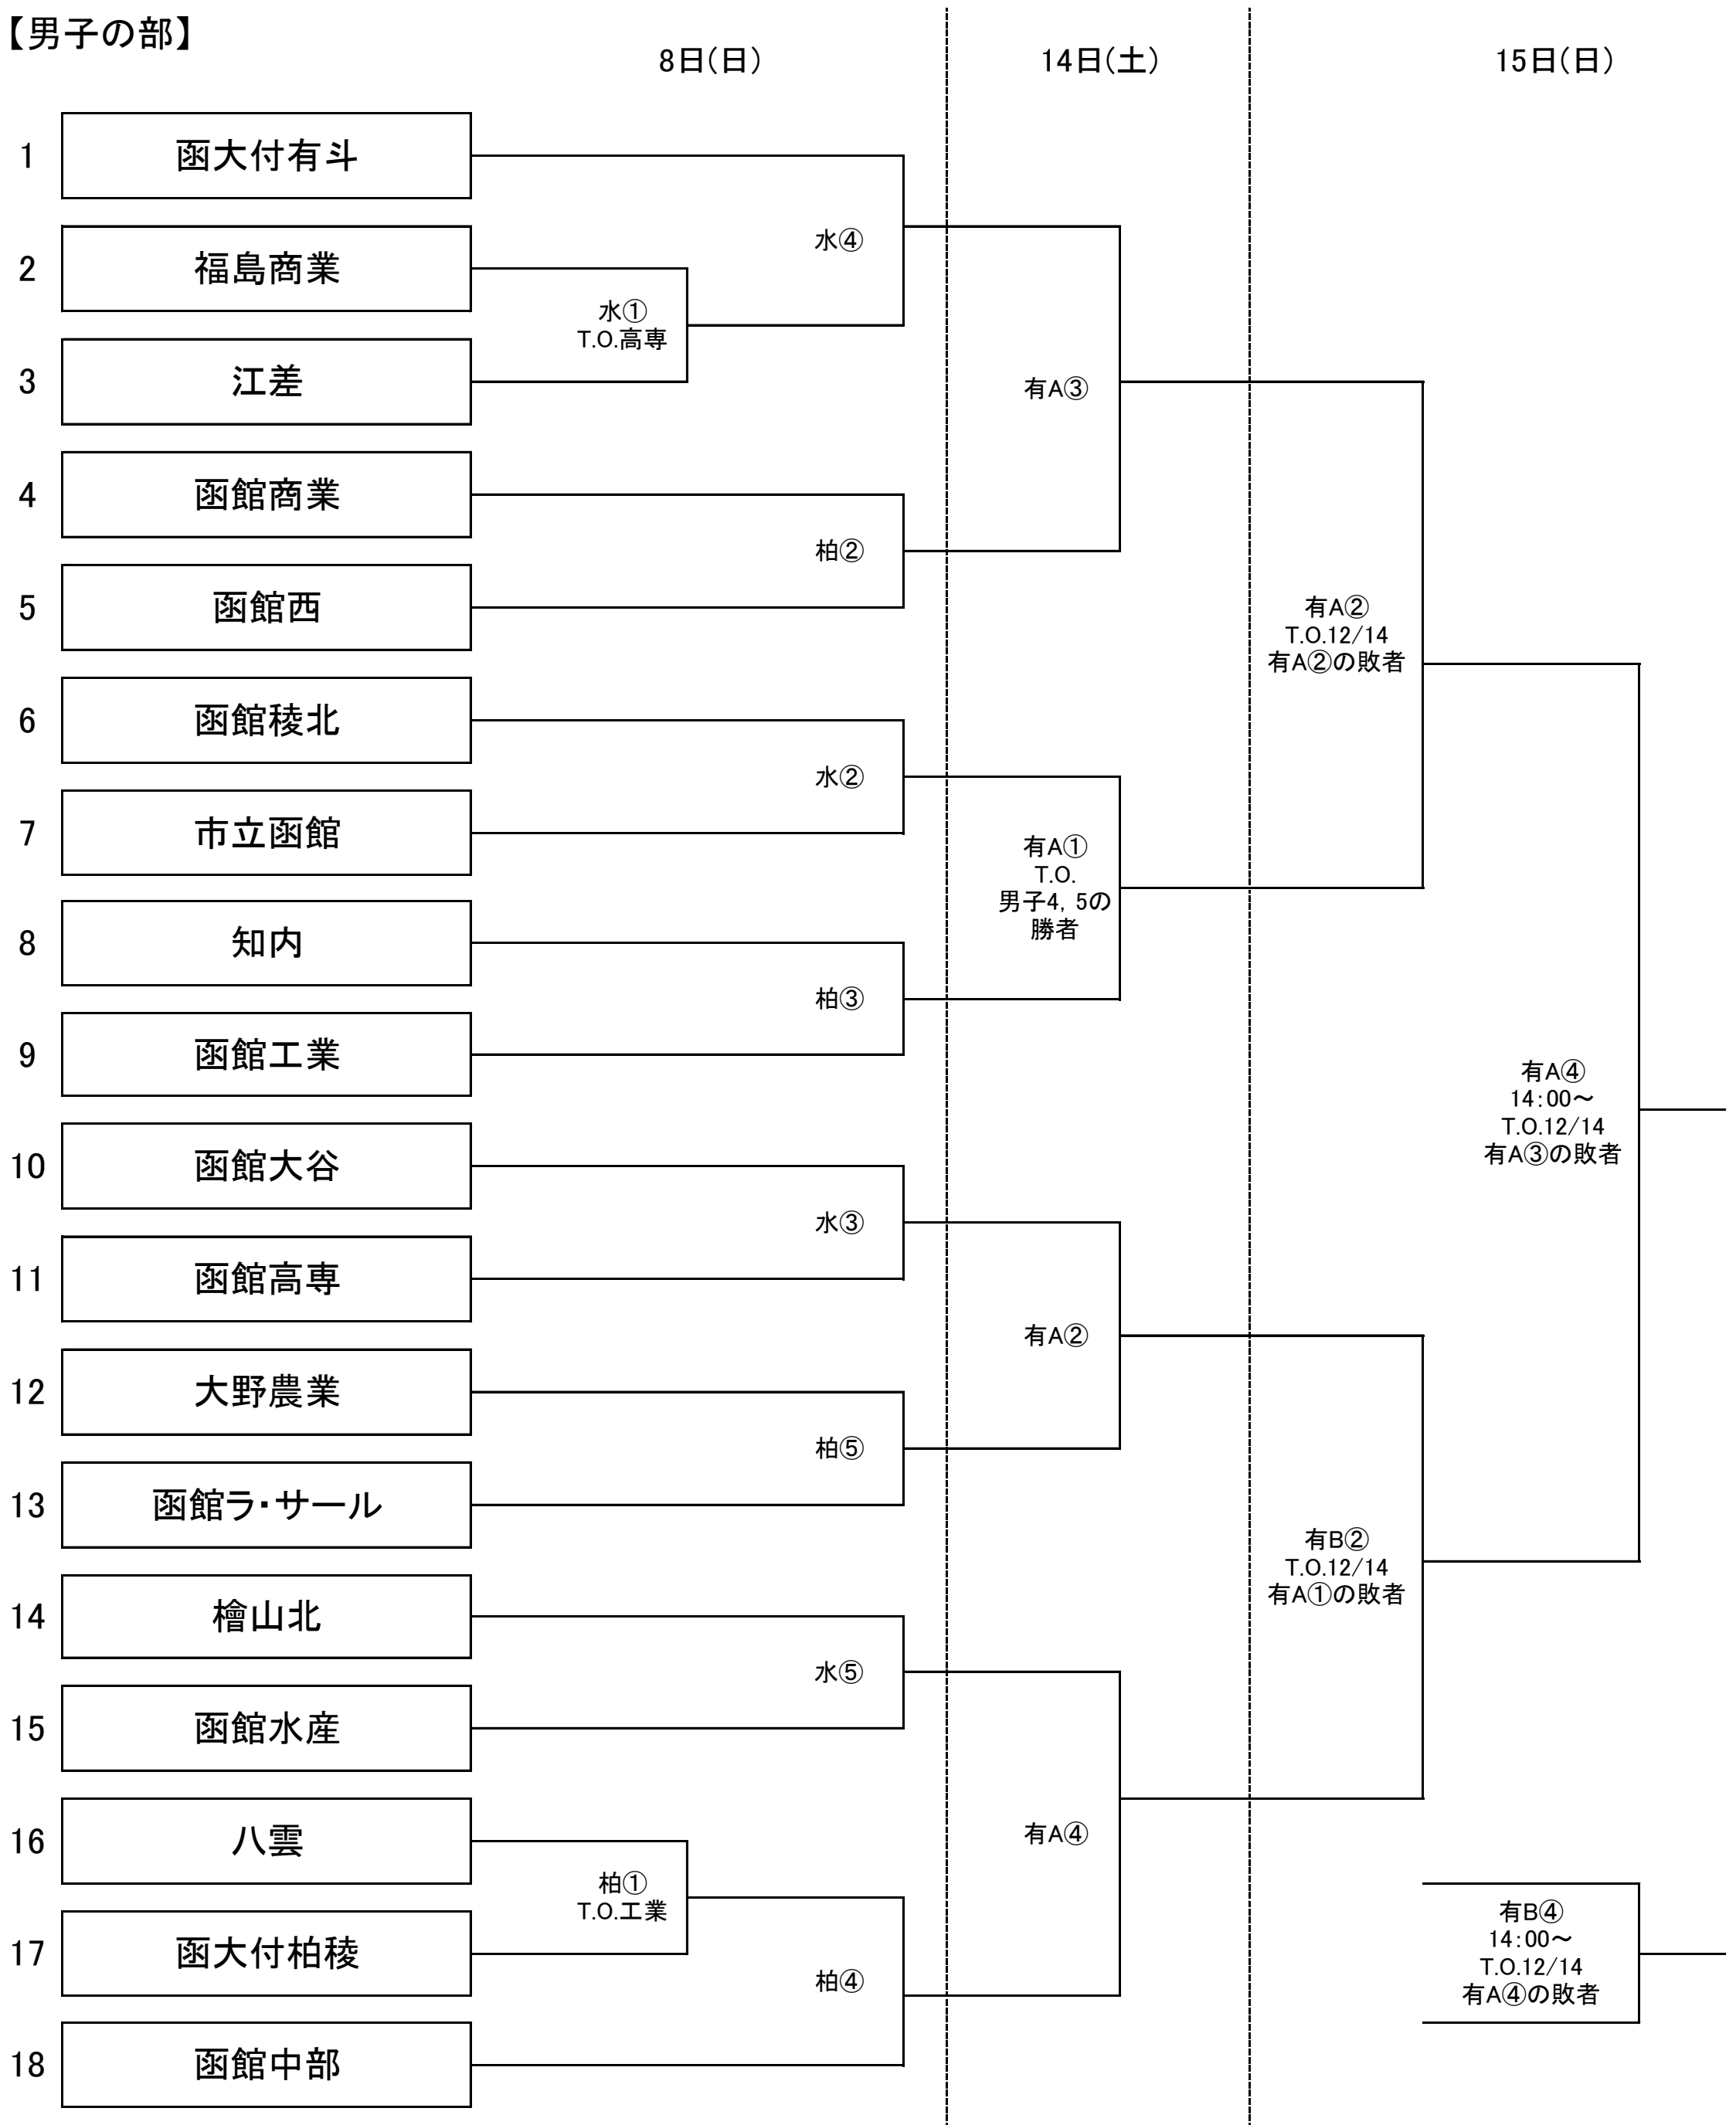 【男子の部】
8日(日)
14日(土)
15日(日)
1
函大付有斗
水④
2
福島商業
水①
T.O.高専
3
江差
有A③
4
函館商業
柏②
5
函館西
有A②
T.O.12/14
有A②の敗者
6
函館稜北
水②
7
市立函館
有A①
T.O.
男子4, 5の
勝者
8
知内
柏③
9
函館工業
有A④
14:00～
T.O.12/14
有A③の敗者
10
函館大谷
水③
11
函館高専
有A②
12
大野農業
柏⑤
13
函館ラ・サール
有B②
T.O.12/14
有A①の敗者
14
檜山北
水⑤
15
函館水産
16
八雲
有A④
柏①
T.O.工業
17
函大付柏稜
柏④
有B④
14:00～
T.O.12/14
有A④の敗者
18
函館中部